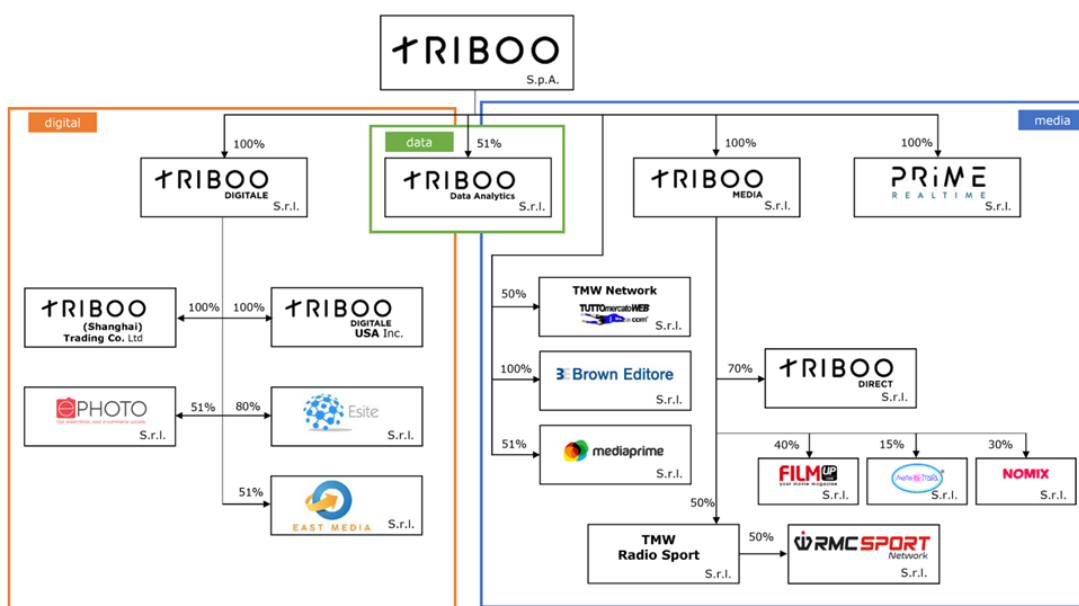 TRIBOO
S.p.A.
digital
data
media
100%
51%
100%
100%
TRIBOO
DIGITALE
S.r.l.
TRIBOO
Data Analytics
S.r.l.
TRIBOO
MEDIA
S.r.l.
PRIME
REALTIME
S.r.l.
TRIBOO
(Shanghai)
Trading Co. Ltd
100%
100%
TRIBOO
DIGITALE
USA Inc.
50%
TMW Network
TUTTOmercatoWEB
S.r.l.
ePHOTO
S.r.l.
51%
80%
Esite
S.r.l.
100%
BE Brown Editore
S.r.l.
70%
TRIBOO
DIRECT
S.r.l.
51%
EAST MEDIA
S.r.l.
51%
mediaprime
S.r.l.
40%
15%
30%
FILMUP
your movie magazine
S.r.l.
S.r.l.
NOMIX
S.r.l.
50%
TMW
Radio Sport
S.r.l.
50%
RMC SPORT
Network
S.r.l.